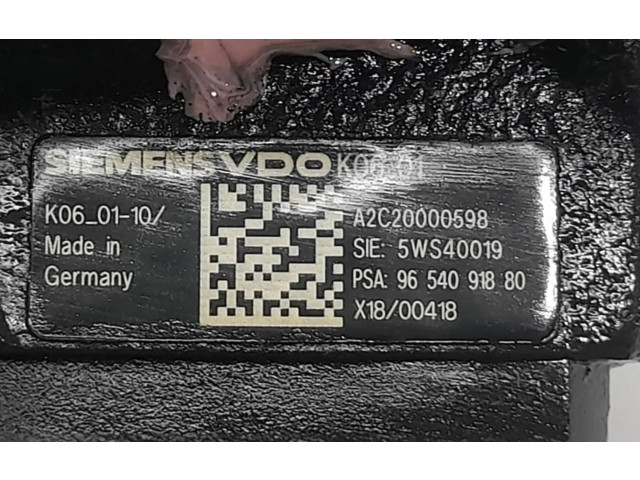 SIEMENS VDO K06_01
K06_01-10/
Made in
Germany
A2C20000598
SIE: 5WS40019
PSA: 96 540 918 80
X18/00418